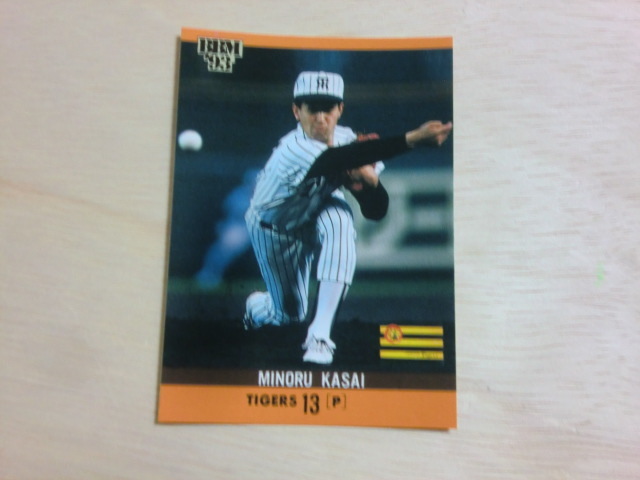 BBM
'93
MINORU KASAI
TIGERS 13 [P]